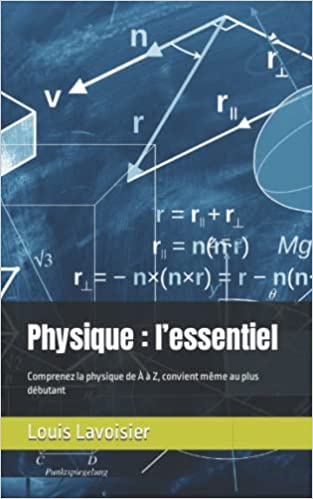 n
r⊥
v
r∥
r
r = r∥ + r⊥
r∥ = n(n·r)
Mg
√3
r⊥ = − n×(n×r) = r − n(n·
θ
Physique : l'essentiel
Comprenez la physique de À à Z, convient même au plus
débutant
Louis Lavoisier
C D
Punktspiegelung